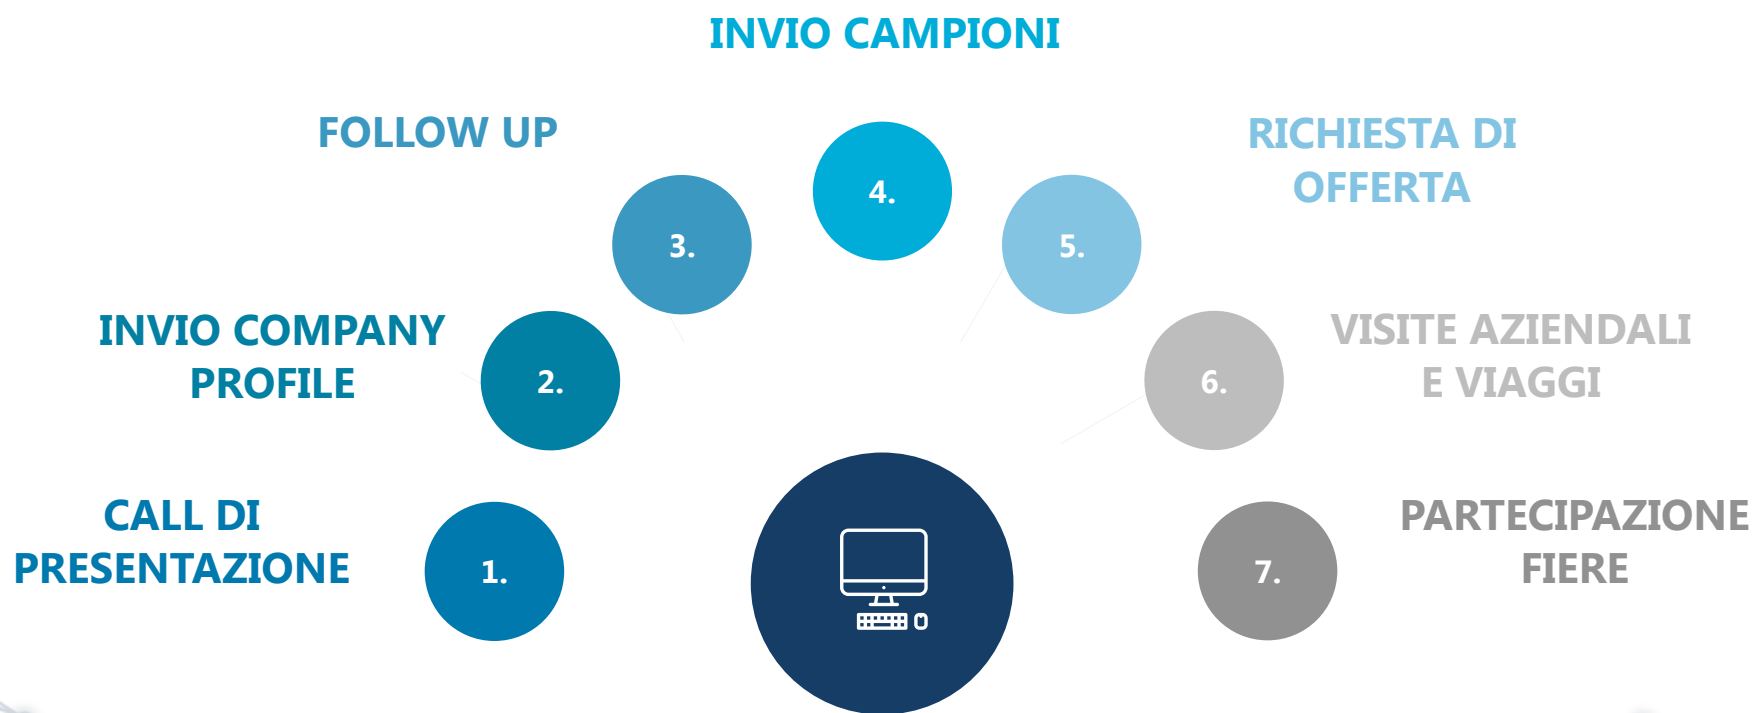 INVIO CAMPIONI
FOLLOW UP
RICHIESTA DI
OFFERTA
4.
3.
5.
INVIO COMPANY
PROFILE
2.
6.
VISITE AZIENDALI
E VIAGGI
CALL DI
PRESENTAZIONE
1.
7.
PARTECIPAZIONE
FIERE